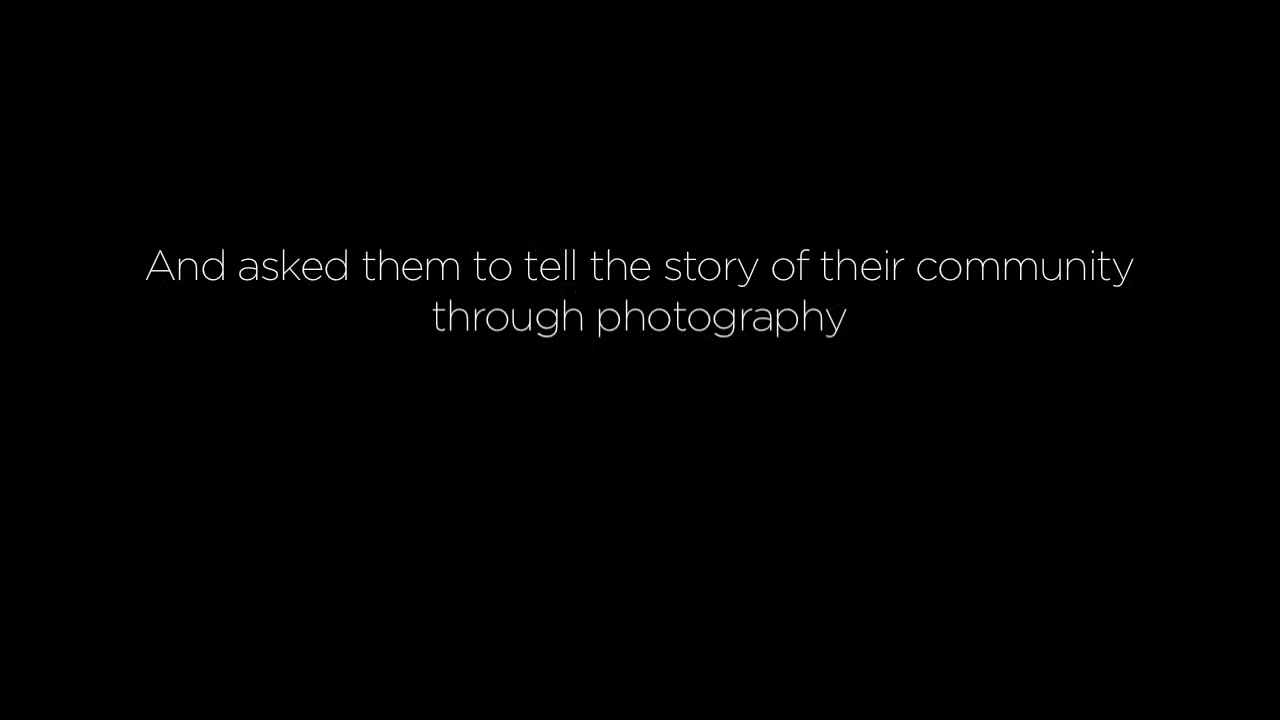 And asked them to tell the story of their community
through photography